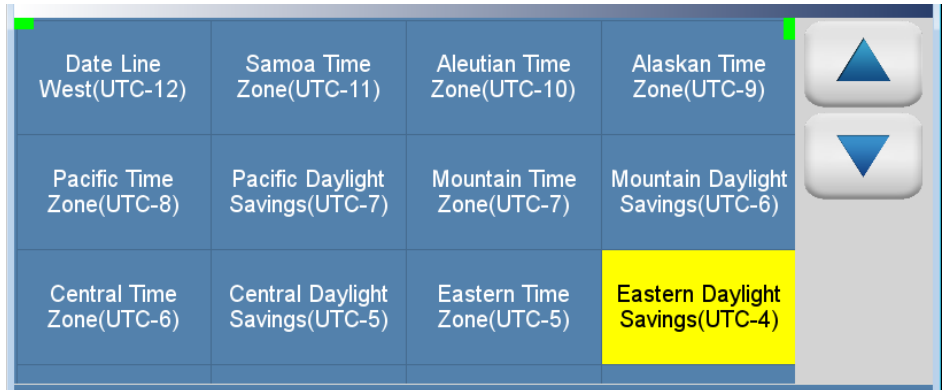 Date Line
West(UTC-12)
Samoa Time
Zone(UTC-11)
Aleutian Time
Zone(UTC-10)
Alaskan Time
Zone(UTC-9)
Pacific Time
Zone(UTC-8)
Pacific Daylight
Savings(UTC-7)
Mountain Time
Zone(UTC-7)
Mountain Daylight
Savings(UTC-6)
Central Time
Zone(UTC-6)
Central Daylight
Savings(UTC-5)
Eastern Time
Zone(UTC-5)
Eastern Daylight
Savings(UTC-4)